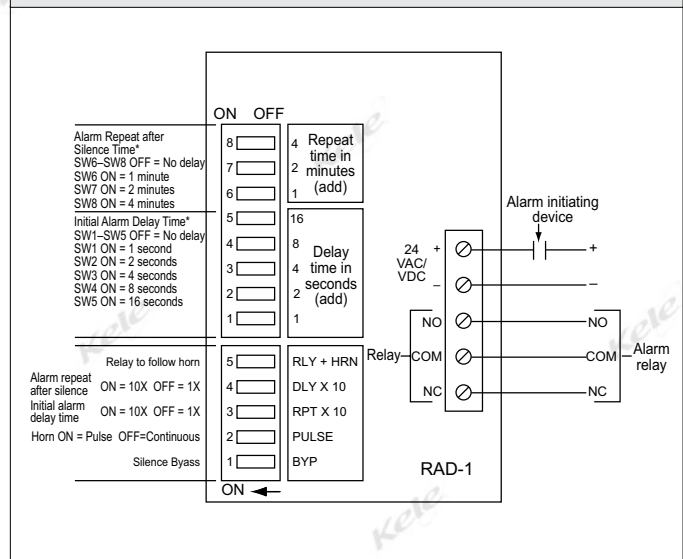 ON OFF
Alarm Repeat after
Silence Time*
SW6–SW8 OFF = No delay
SW6 ON = 1 minute
SW7 ON = 2 minutes
SW8 ON = 4 minutes
Initial Alarm Delay Time*
SW1–SW5 OFF = No delay
SW1 ON = 1 second
SW2 ON = 2 seconds
SW3 ON = 4 seconds
SW4 ON = 8 seconds
SW5 ON = 16 seconds
8
7
6
5
4
3
2
1
4
2
1
Repeat
time in
minutes
(add)
16
8
4
2
1
Delay
time in
seconds
(add)
Relay to follow horn
5
RLY + HRN
Alarm repeat
after silence
ON = 10X OFF = 1X
4
DLY X 10
Initial alarm
delay time
ON = 10X OFF = 1X
3
RPT X 10
Horn ON = Pulse OFF=Continuous
2
PULSE
Silence Byass
1
BYP
ON
RAD-1
24
VAC/
VDC
+
–
Relay
NO
COM
NC
Alarm initiating
device
+
–
NO
COM
NC
Alarm
relay
Kele
Kele
Kele
Kele